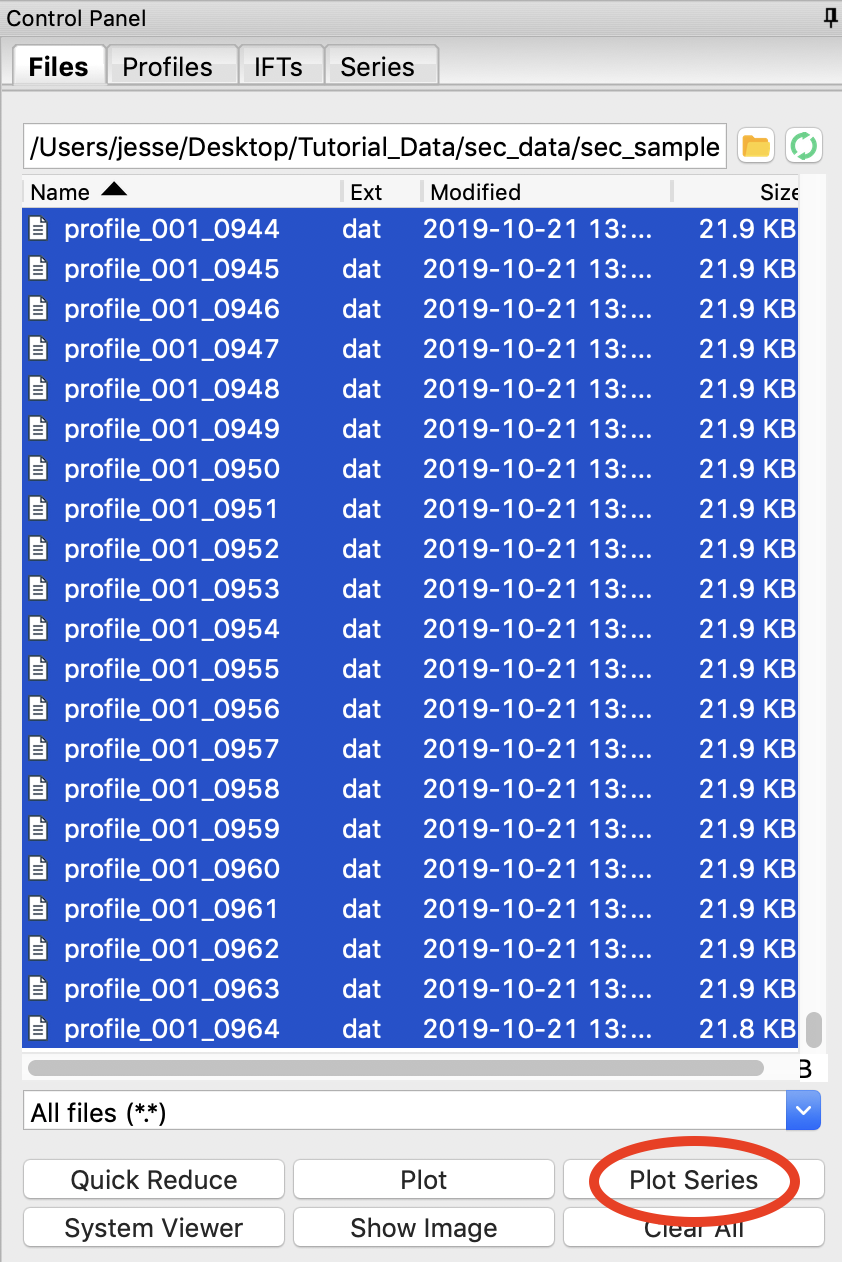 Control Panel
Files Profiles IFTs Series
/Users/jesse/Desktop/Tutorial_Data/sec_data/sec_sample
Name Ext Modified Size
profile_001_0944 dat 2019-10-21 13:... 21.9 KB
profile_001_0945 dat 2019-10-21 13:... 21.9 KB
profile_001_0946 dat 2019-10-21 13:... 21.9 KB
profile_001_0947 dat 2019-10-21 13:... 21.9 KB
profile_001_0948 dat 2019-10-21 13:... 21.9 KB
profile_001_0949 dat 2019-10-21 13:... 21.9 KB
profile_001_0950 dat 2019-10-21 13:... 21.9 KB
profile_001_0951 dat 2019-10-21 13:... 21.9 KB
profile_001_0952 dat 2019-10-21 13:... 21.9 KB
profile_001_0953 dat 2019-10-21 13:... 21.9 KB
profile_001_0954 dat 2019-10-21 13:... 21.9 KB
profile_001_0955 dat 2019-10-21 13:... 21.9 KB
profile_001_0956 dat 2019-10-21 13:... 21.9 KB
profile_001_0957 dat 2019-10-21 13:... 21.9 KB
profile_001_0958 dat 2019-10-21 13:... 21.9 KB
profile_001_0959 dat 2019-10-21 13:... 21.9 KB
profile_001_0960 dat 2019-10-21 13:... 21.9 KB
profile_001_0961 dat 2019-10-21 13:... 21.9 KB
profile_001_0962 dat 2019-10-21 13:... 21.9 KB
profile_001_0963 dat 2019-10-21 13:... 21.9 KB
profile_001_0964 dat 2019-10-21 13:... 21.8 KB
B
All files (*.*)
Quick Reduce Plot Plot Series
System Viewer Show Image Clear All